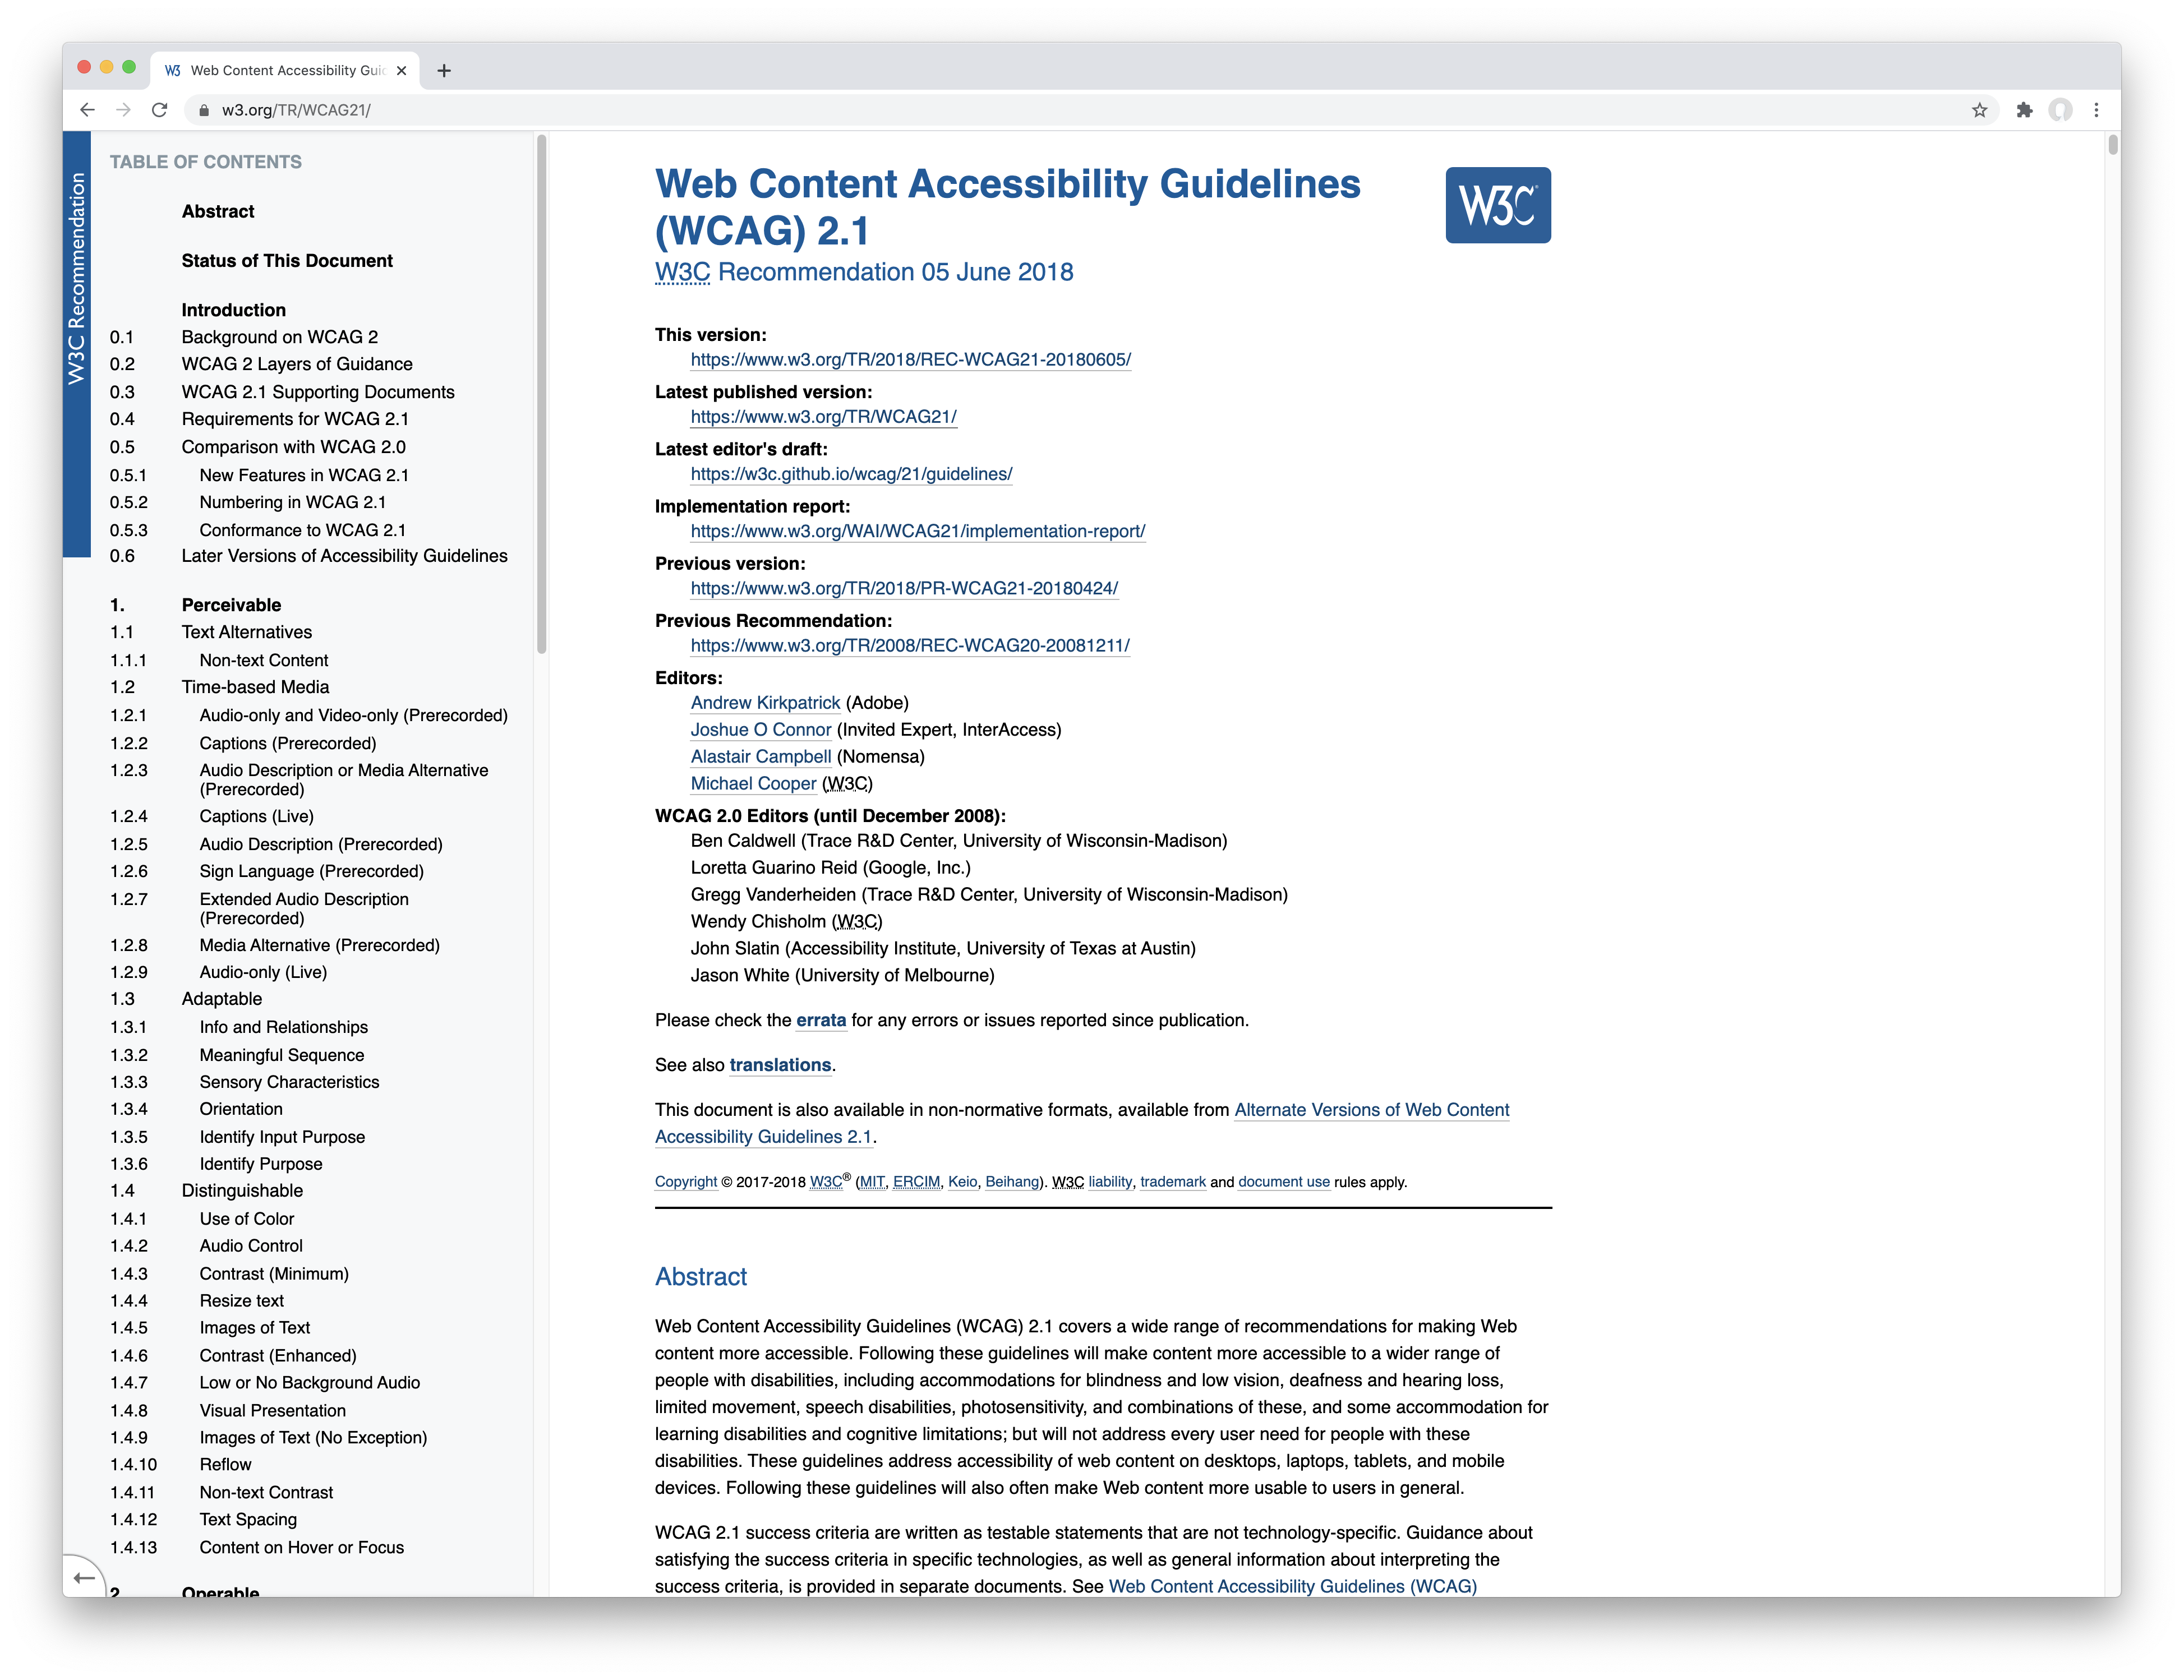 Web Content Accessibility Guid
w3.org/TR/WCAG21/
W3C Recommendation
TABLE OF CONTENTS
Abstract
Status of This Document
Introduction
0.1 Background on WCAG 2
0.2 WCAG 2 Layers of Guidance
0.3 WCAG 2.1 Supporting Documents
0.4 Requirements for WCAG 2.1
0.5 Comparison with WCAG 2.0
0.5.1 New Features in WCAG 2.1
0.5.2 Numbering in WCAG 2.1
0.5.3 Conformance to WCAG 2.1
0.6 Later Versions of Accessibility Guidelines
1. Perceivable
1.1 Text Alternatives
1.1.1 Non-text Content
1.2 Time-based Media
1.2.1 Audio-only and Video-only (Prerecorded)
1.2.2 Captions (Prerecorded)
1.2.3 Audio Description or Media Alternative
(Prerecorded)
1.2.4 Captions (Live)
1.2.5 Audio Description (Prerecorded)
1.2.6 Sign Language (Prerecorded)
1.2.7 Extended Audio Description
(Prerecorded)
1.2.8 Media Alternative (Prerecorded)
1.2.9 Audio-only (Live)
1.3 Adaptable
1.3.1 Info and Relationships
1.3.2 Meaningful Sequence
1.3.3 Sensory Characteristics
1.3.4 Orientation
1.3.5 Identify Input Purpose
1.3.6 Identify Purpose
1.4 Distinguishable
1.4.1 Use of Color
1.4.2 Audio Control
1.4.3 Contrast (Minimum)
1.4.4 Resize text
1.4.5 Images of Text
1.4.6 Contrast (Enhanced)
1.4.7 Low or No Background Audio
1.4.8 Visual Presentation
1.4.9 Images of Text (No Exception)
1.4.10 Reflow
1.4.11 Non-text Contrast
1.4.12 Text Spacing
1.4.13 Content on Hover or Focus
2 Operable
Web Content Accessibility Guidelines
(WCAG) 2.1
W3C
W3C Recommendation 05 June 2018
This version:
https://www.w3.org/TR/2018/REC-WCAG21-20180605/
Latest published version:
https://www.w3.org/TR/WCAG21/
Latest editor's draft:
https://w3c.github.io/wcag/21/guidelines/
Implementation report:
https://www.w3.org/WAI/WCAG21/implementation-report/
Previous version:
https://www.w3.org/TR/2018/PR-WCAG21-20180424/
Previous Recommendation:
https://www.w3.org/TR/2008/REC-WCAG20-20081211/
Editors:
Andrew Kirkpatrick (Adobe)
Joshue O Connor (Invited Expert, InterAccess)
Alastair Campbell (Nomensa)
Michael Cooper (W3C)
WCAG 2.0 Editors (until December 2008):
Ben Caldwell (Trace R&D Center, University of Wisconsin-Madison)
Loretta Guarino Reid (Google, Inc.)
Gregg Vanderheiden (Trace R&D Center, University of Wisconsin-Madison)
Wendy Chisholm (W3C)
John Slatin (Accessibility Institute, University of Texas at Austin)
Jason White (University of Melbourne)
Please check the errata for any errors or issues reported since publication.
See also translations.
This document is also available in non-normative formats, available from Alternate Versions of Web Content
Accessibility Guidelines 2.1.
Copyright © 2017-2018 W3C® (MIT, ERCIM, Keio, Beihang). W3C liability, trademark and document use rules apply.
Abstract
Web Content Accessibility Guidelines (WCAG) 2.1 covers a wide range of recommendations for making Web
content more accessible. Following these guidelines will make content more accessible to a wider range of
people with disabilities, including accommodations for blindness and low vision, deafness and hearing loss,
limited movement, speech disabilities, photosensitivity, and combinations of these, and some accommodation for
learning disabilities and cognitive limitations; but will not address every user need for people with these
disabilities. These guidelines address accessibility of web content on desktops, laptops, tablets, and mobile
devices. Following these guidelines will also often make Web content more usable to users in general.
WCAG 2.1 success criteria are written as testable statements that are not technology-specific. Guidance about
satisfying the success criteria in specific technologies, as well as general information about interpreting the
success criteria, is provided in separate documents. See Web Content Accessibility Guidelines (WCAG)